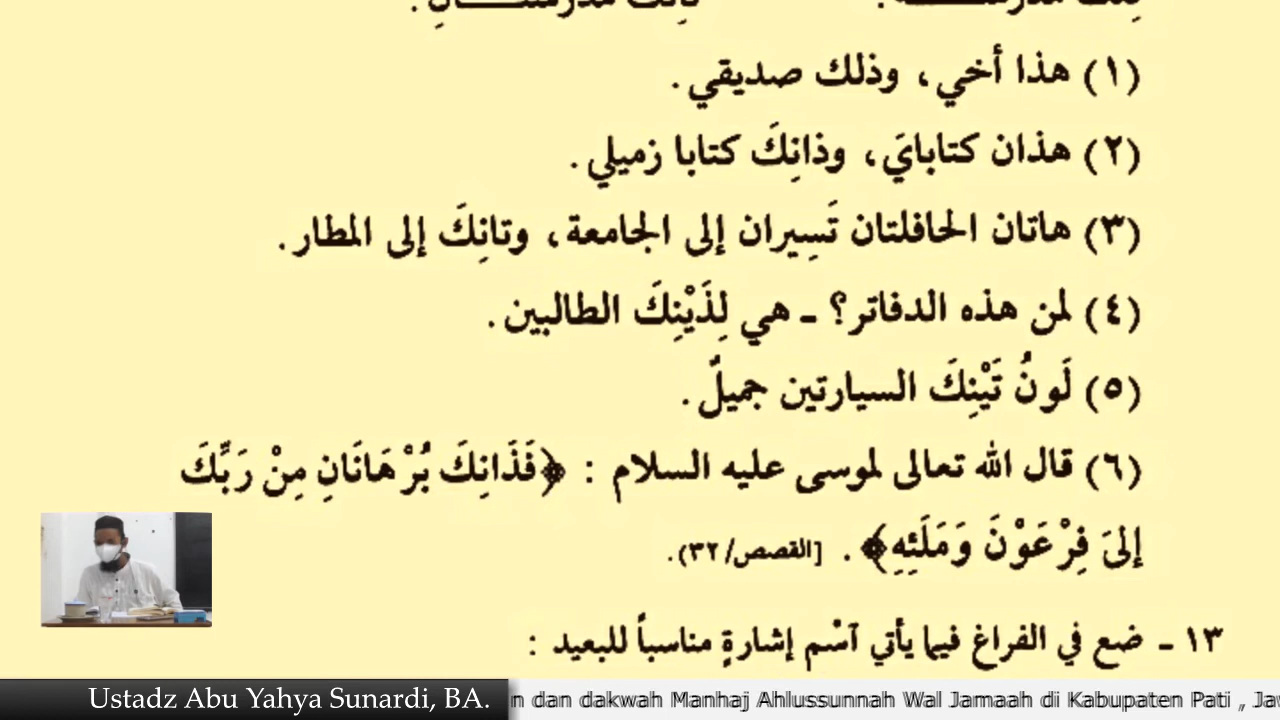 (١) هذا أخي، وذلك صديقي.
(٢) هذان كتابايَ، وذانِكَ كتابا زميلي.
(٣) هاتان الحافلتان تَسِيران إلى الجامعة، وتانِكَ إلى المطار.
(٤) لمن هذه الدفاتر؟ ـ هي لِذَيْنِكَ الطالبين.
(٥) لَونُ تَيْنِكَ السيارتين جميلٌ.
(٦) قال الله تعالى لموسى عليه السلام : ﴿فَذَانِكَ بُرْهَانَانِ مِنْ رَبِّكَ
إلىَ فِرْعَوْنَ وَمَلَئِهِ﴾ . [القصص/٣٢).
١٣ ـ ضع في الفراغ فيما يأتي ٱسْم إشارةٍ مناسباً للبعيد :
Ustadz Abu Yahya Sunardi, BA.
n dan dakwah Manhaj Ahlussunnah Wal Jamaah di Kabupaten Pati , Ja